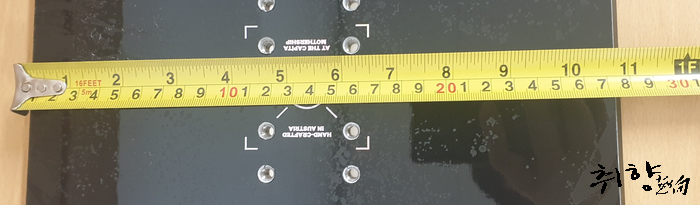 1 16FEET 2 3 4 5 6 7 8 9 10 11 1F
2 3 5m 4 5 6 7 8 9 10 1 2 3 4 5 6 7 8 9 20 1 2 3 4 5 6 7 8 9 30
HAND-CRAFTED
IN AUSTRIA
AT THE CAPITA
MOTHERSHIP
취향